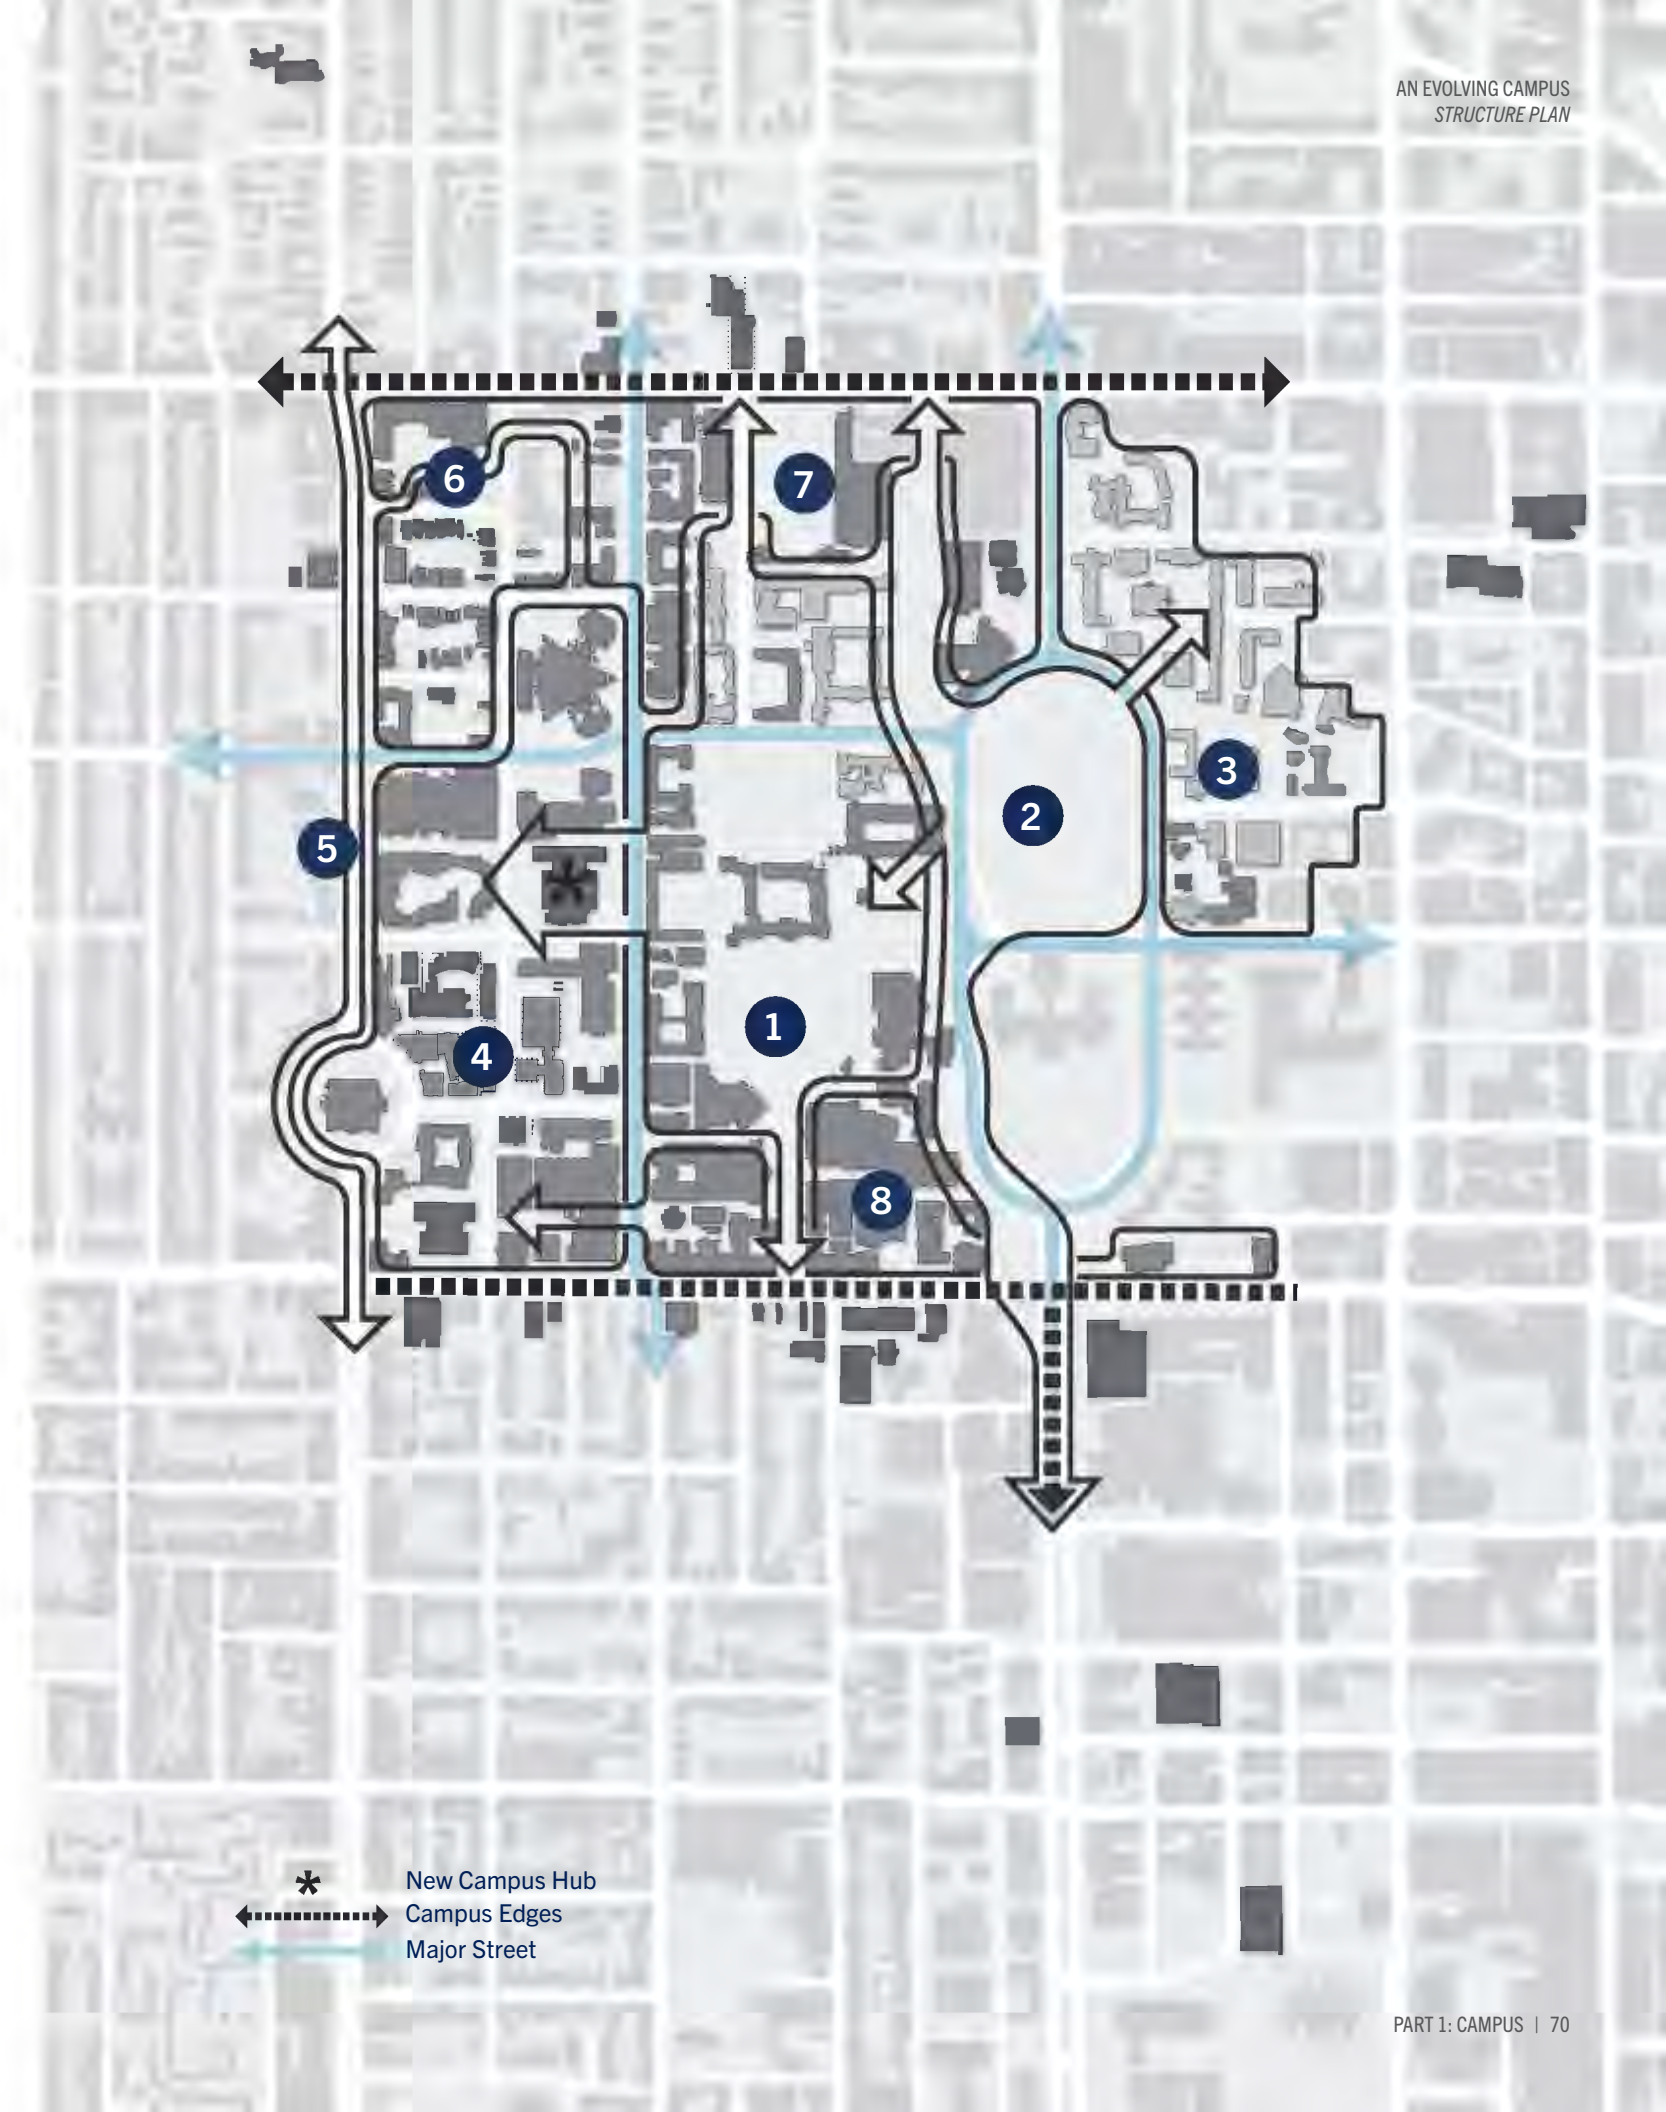 AN EVOLVING CAMPUS
STRUCTURE PLAN
6
7
3
2
5
*
1
4
8
* New Campus Hub
Campus Edges
Major Street
PART 1: CAMPUS | 70